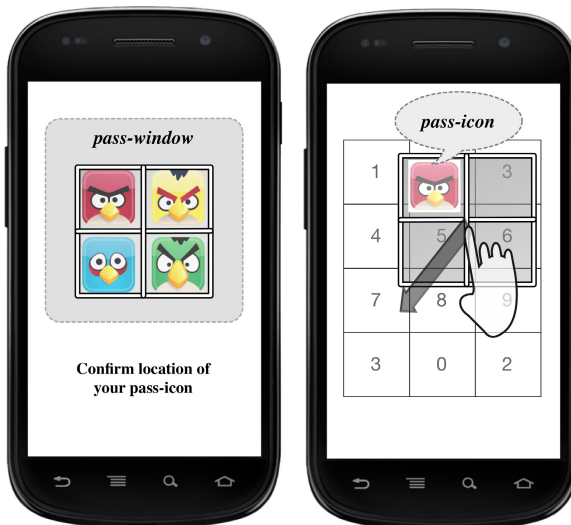 pass-window
Confirm location of
your pass-icon
pass-icon
1 3
4 5 6
7 8 9
3 0 2